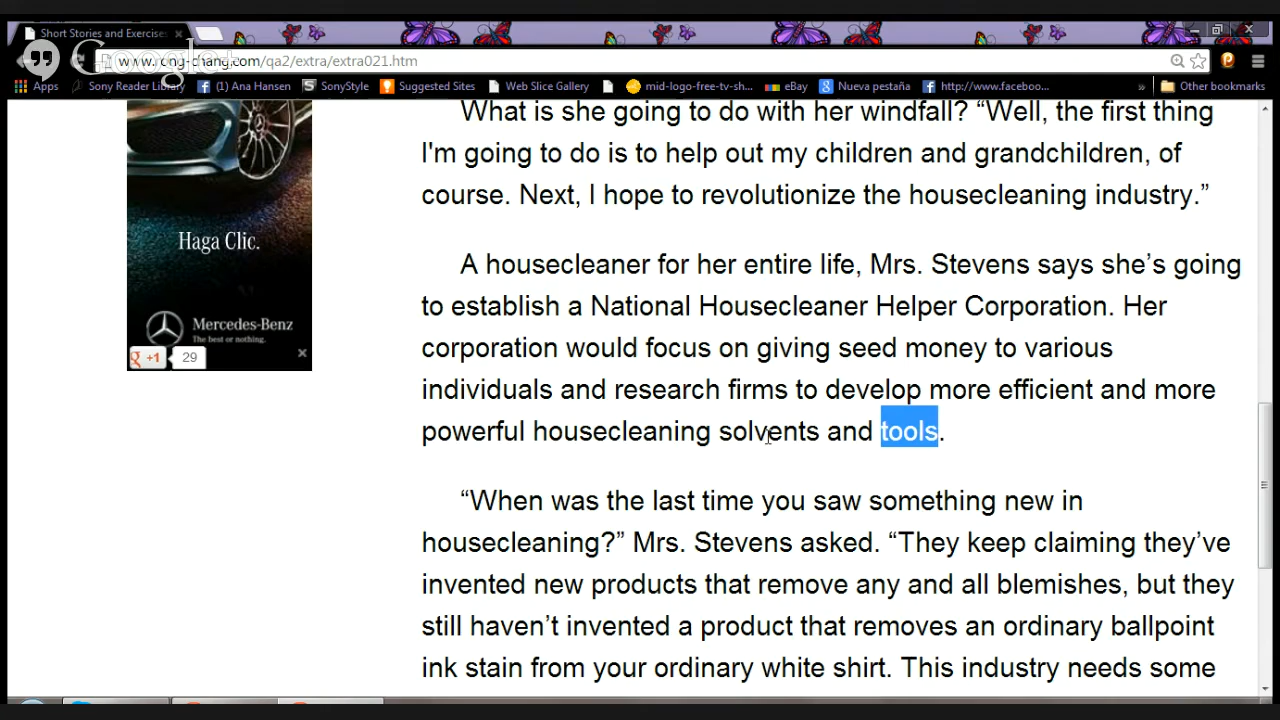 Short Stories and Exercises
Google+
www.rong-chang.com/qa2/extra/extra021.htm
Apps
Sony Reader Library
(1) Ana Hansen
SonyStyle
Suggested Sites
Web Slice Gallery
mid-logo-free-tv-sh...
eBay
Nueva pestaña
http://www.faceboo...
»
Other bookmarks
Haga Clic.
Mercedes-Benz
The best or nothing.
+1
29
What is she going to do with her windfall? “Well, the first thing
I'm going to do is to help out my children and grandchildren, of
course. Next, I hope to revolutionize the housecleaning industry.”
A housecleaner for her entire life, Mrs. Stevens says she’s going
to establish a National Housecleaner Helper Corporation. Her
corporation would focus on giving seed money to various
individuals and research firms to develop more efficient and more
powerful housecleaning solvents and tools.
“When was the last time you saw something new in
housecleaning?” Mrs. Stevens asked. “They keep claiming they’ve
invented new products that remove any and all blemishes, but they
still haven’t invented a product that removes an ordinary ballpoint
ink stain from your ordinary white shirt. This industry needs some